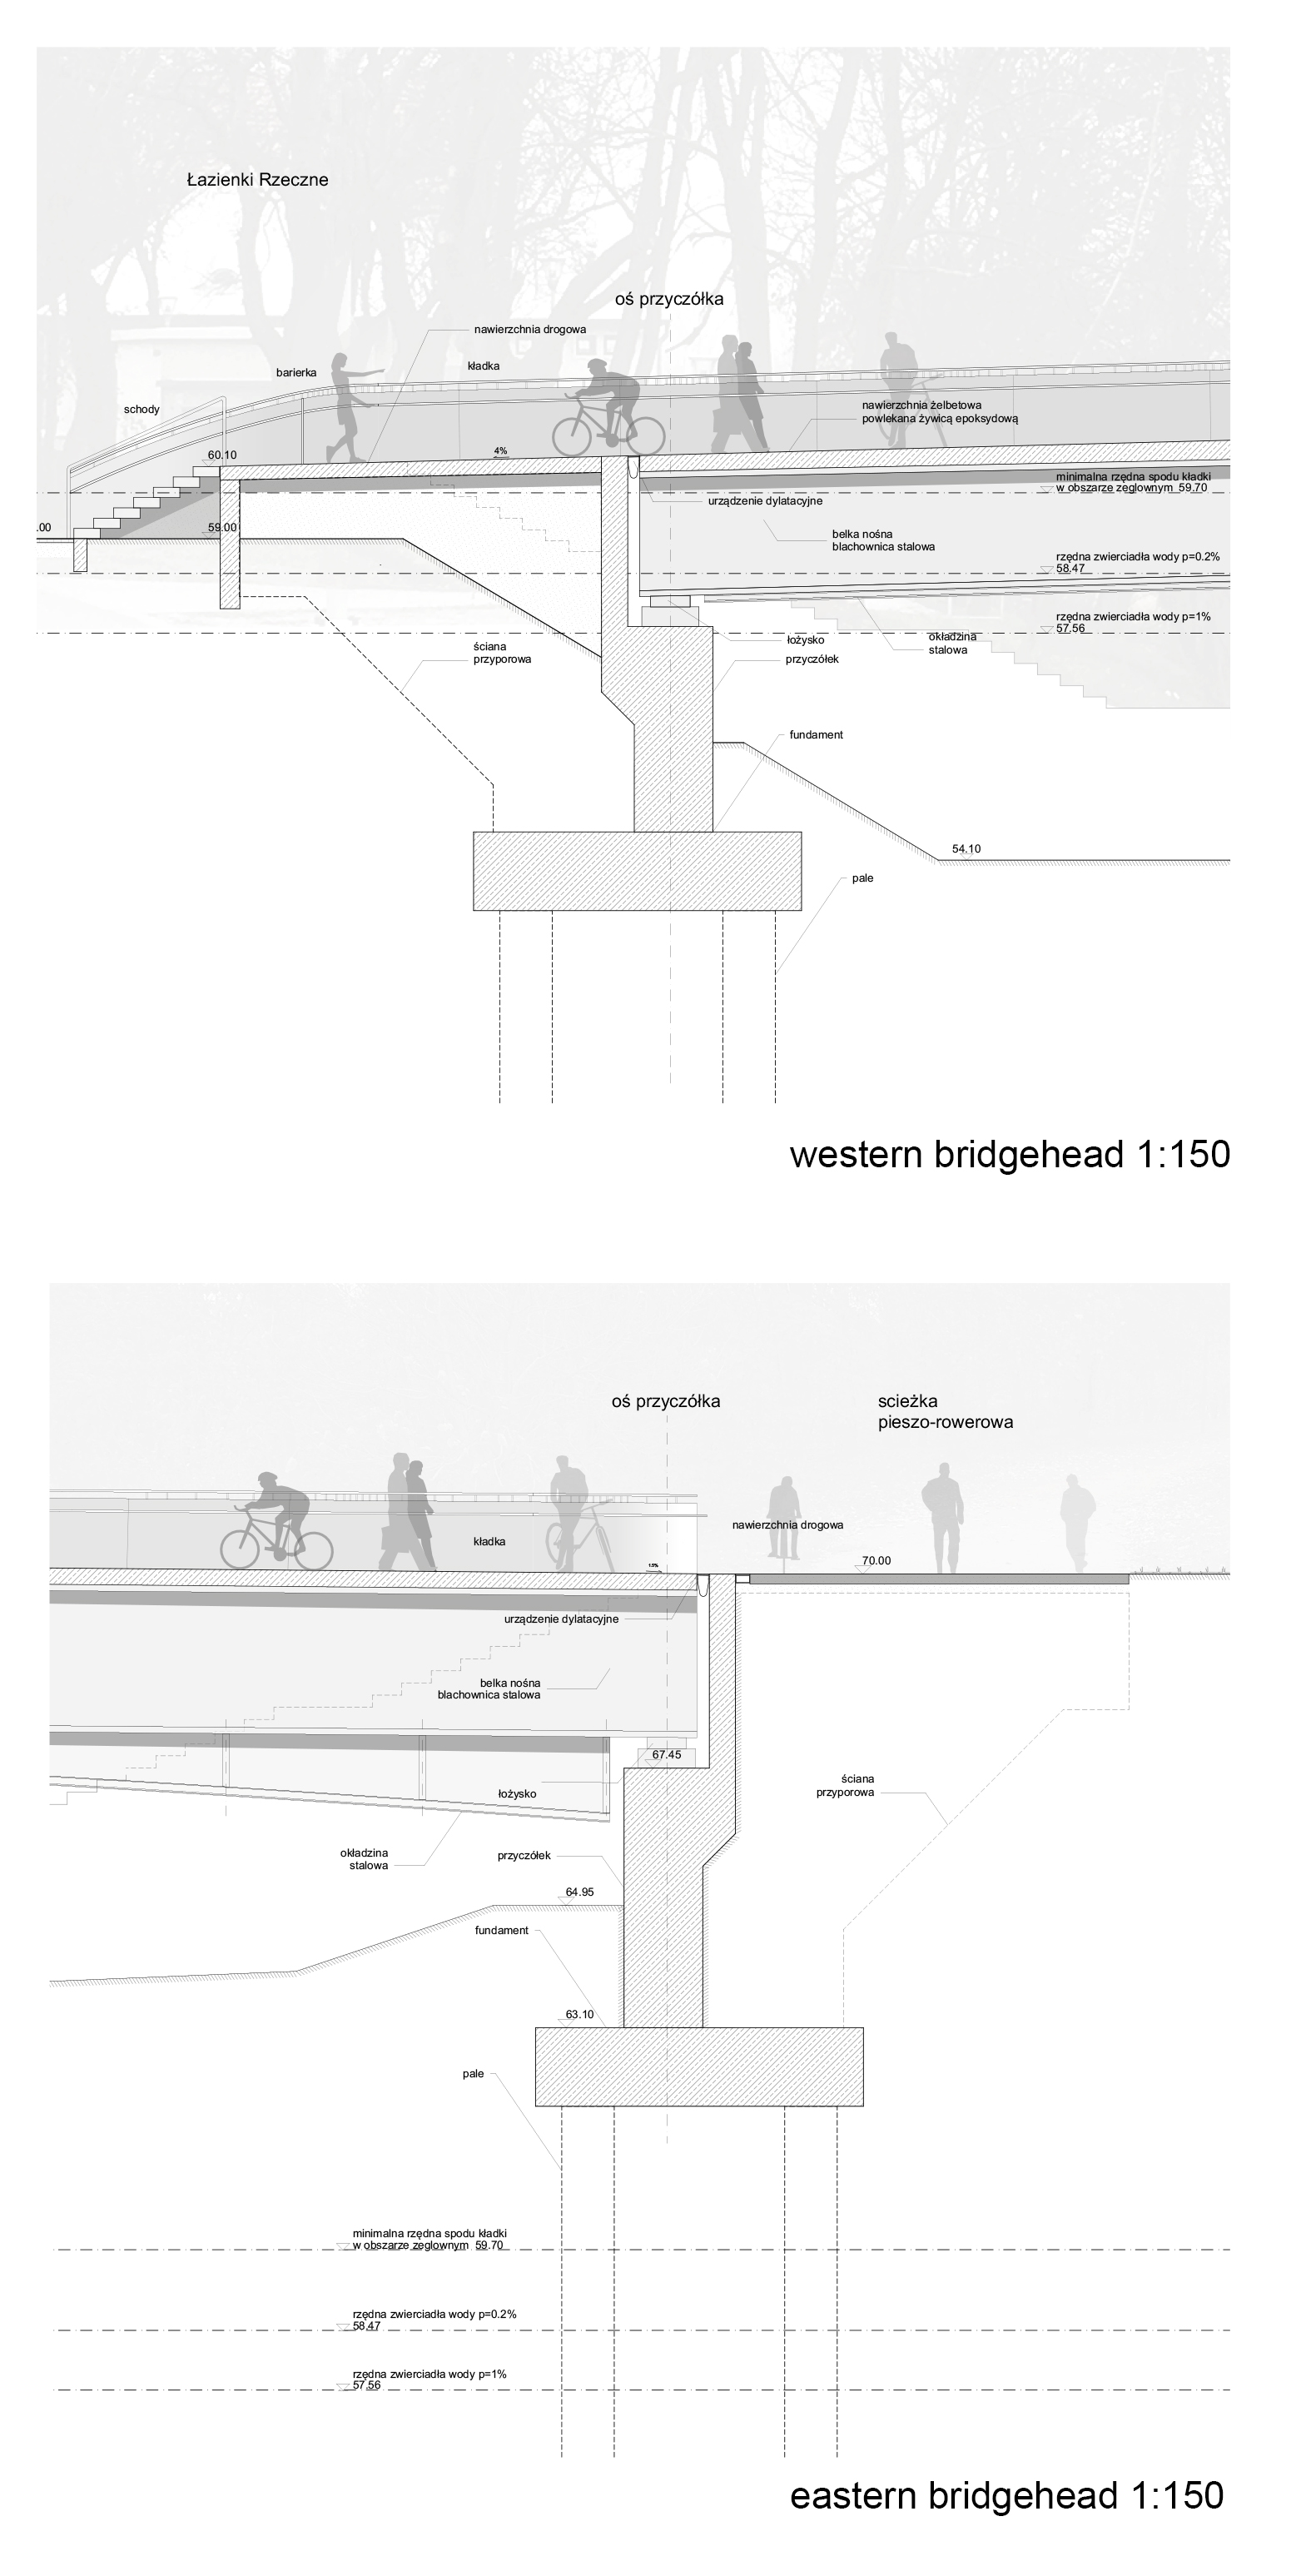 Łazienki Rzeczne
oś przyczółka
nawierzchnia drogowa
kładka
barierka
schody
nawierzchnia żelbetowa
powlekana żywicą epoksydową
60.10
4%
minimalna rzędna spodu kładki
w obszarze zeglownym 59.70
urządzenie dylatacyjne
.00
59.00
belka nośna
blachownica stalowa
rzędna zwierciadła wody p=0.2%
58.47
rzędna zwierciadła wody p=1%
57.56
łożysko
okładzina
stalowa
ściana
przyporowa
przyczółek
fundament
54.10
pale
western bridgehead 1:150
oś przyczółka
scieżka
pieszo-rowerowa
nawierzchnia drogowa
kładka
70.00
1.5%
urządzenie dylatacyjne
belka nośna
blachownica stalowa
67.45
ściana
przyporowa
łożysko
okładzina
stalowa
przyczółek
64.95
fundament
63.10
pale
minimalna rzędna spodu kładki
w obszarze zeglownym 59.70
rzędna zwierciadła wody p=0.2%
58.47
rzędna zwierciadła wody p=1%
57.56
eastern bridgehead 1:150